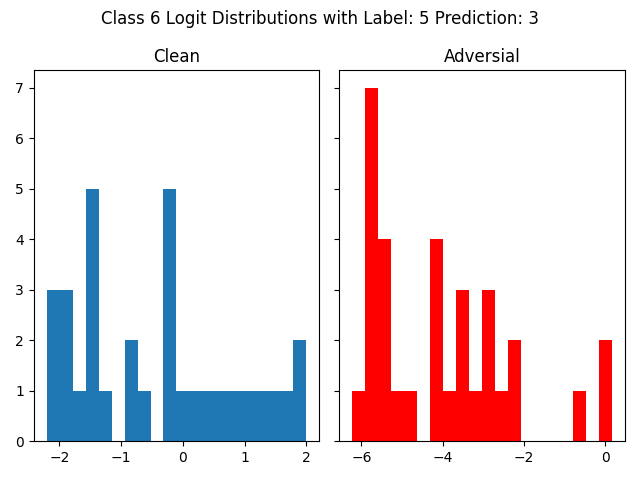 Class 6 Logit Distributions with Label: 5 Prediction: 3
Clean
Adversial
7
6
5
4
3
2
1
0
−2 −1 0 1 2
−6 −4 −2 0